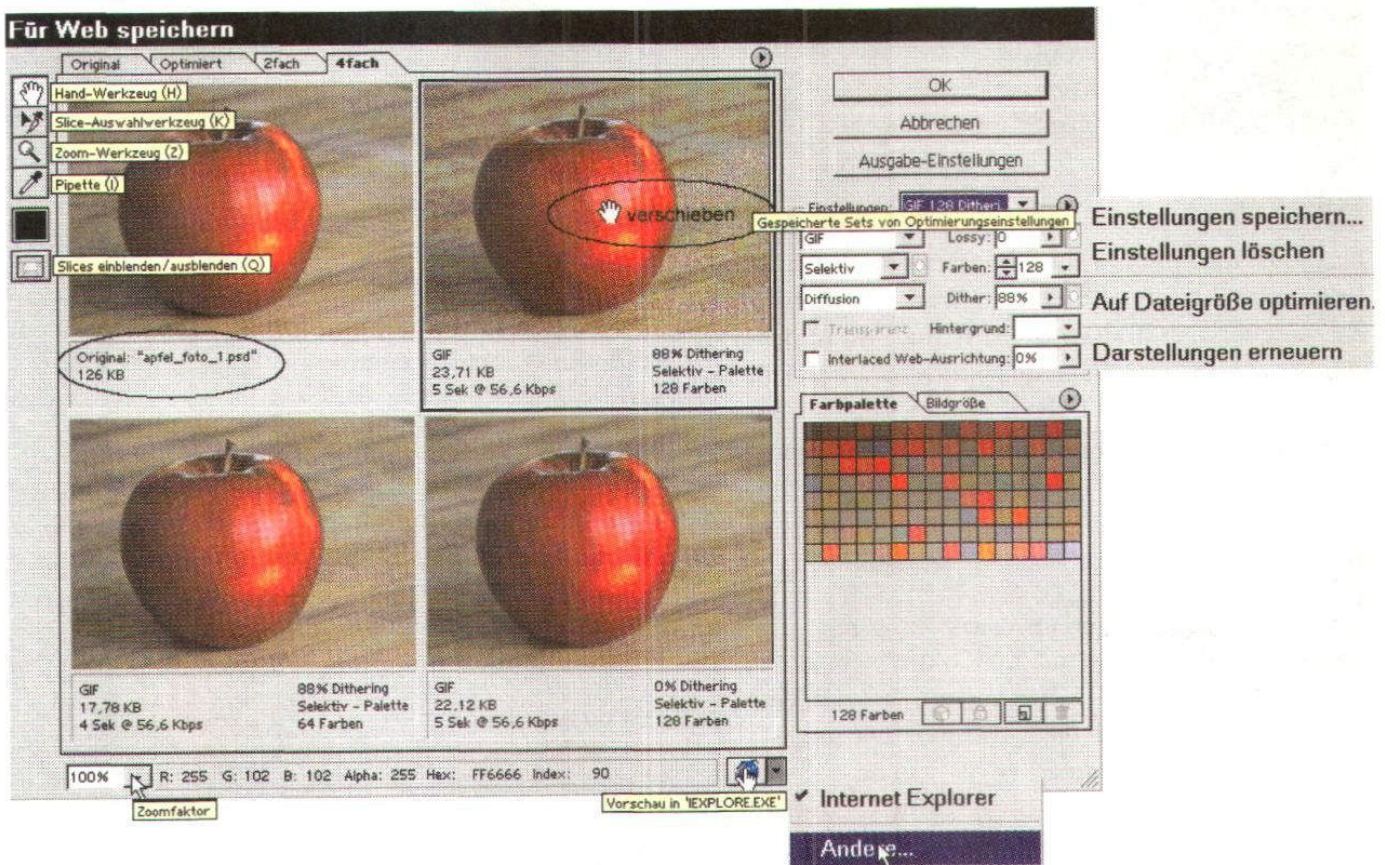 Für Web speichern
Original Optimiert 2fach 4fach
Hand-Werkzeug (H)
Slice-Auswahlwerkzeug (K)
Zoom-Werkzeug (Z)
Pipette (I)
Slices einblenden/ausblenden (Q)
verschieben
Original: "apfel_foto_1.psd"
126 KB
GIF 88% Dithering
23,71 KB Selektiv - Palette
5 Sek @ 56,6 Kbps 128 Farben
GIF 88% Dithering
17,78 KB Selektiv - Palette
4 Sek @ 56,6 Kbps 64 Farben
GIF 0% Dithering
22,12 KB Selektiv - Palette
5 Sek @ 56,6 Kbps 128 Farben
100% R: 255 G: 102 B: 102 Alpha: 255 Hex: FF6666 Index: 90
Zoomfaktor
Vorschau in 'IEXPLORE.EXE'
Internet Explorer
Andere...
OK
Abbrechen
Ausgabe-Einstellungen
Einstellungen: GIF 128 Ditheri
Gespeicherte Sets von Optimierungseinstellungen
GIF Lossy: 0
Selektiv Farben: 128
Diffusion Dither: 88%
Transparenz Hintergrund:
Interlaced Web-Ausrichtung: 0%
Einstellungen speichern...
Einstellungen löschen
Auf Dateigröße optimieren.
Darstellungen erneuern
Farbpalette Bildgröße
128 Farben